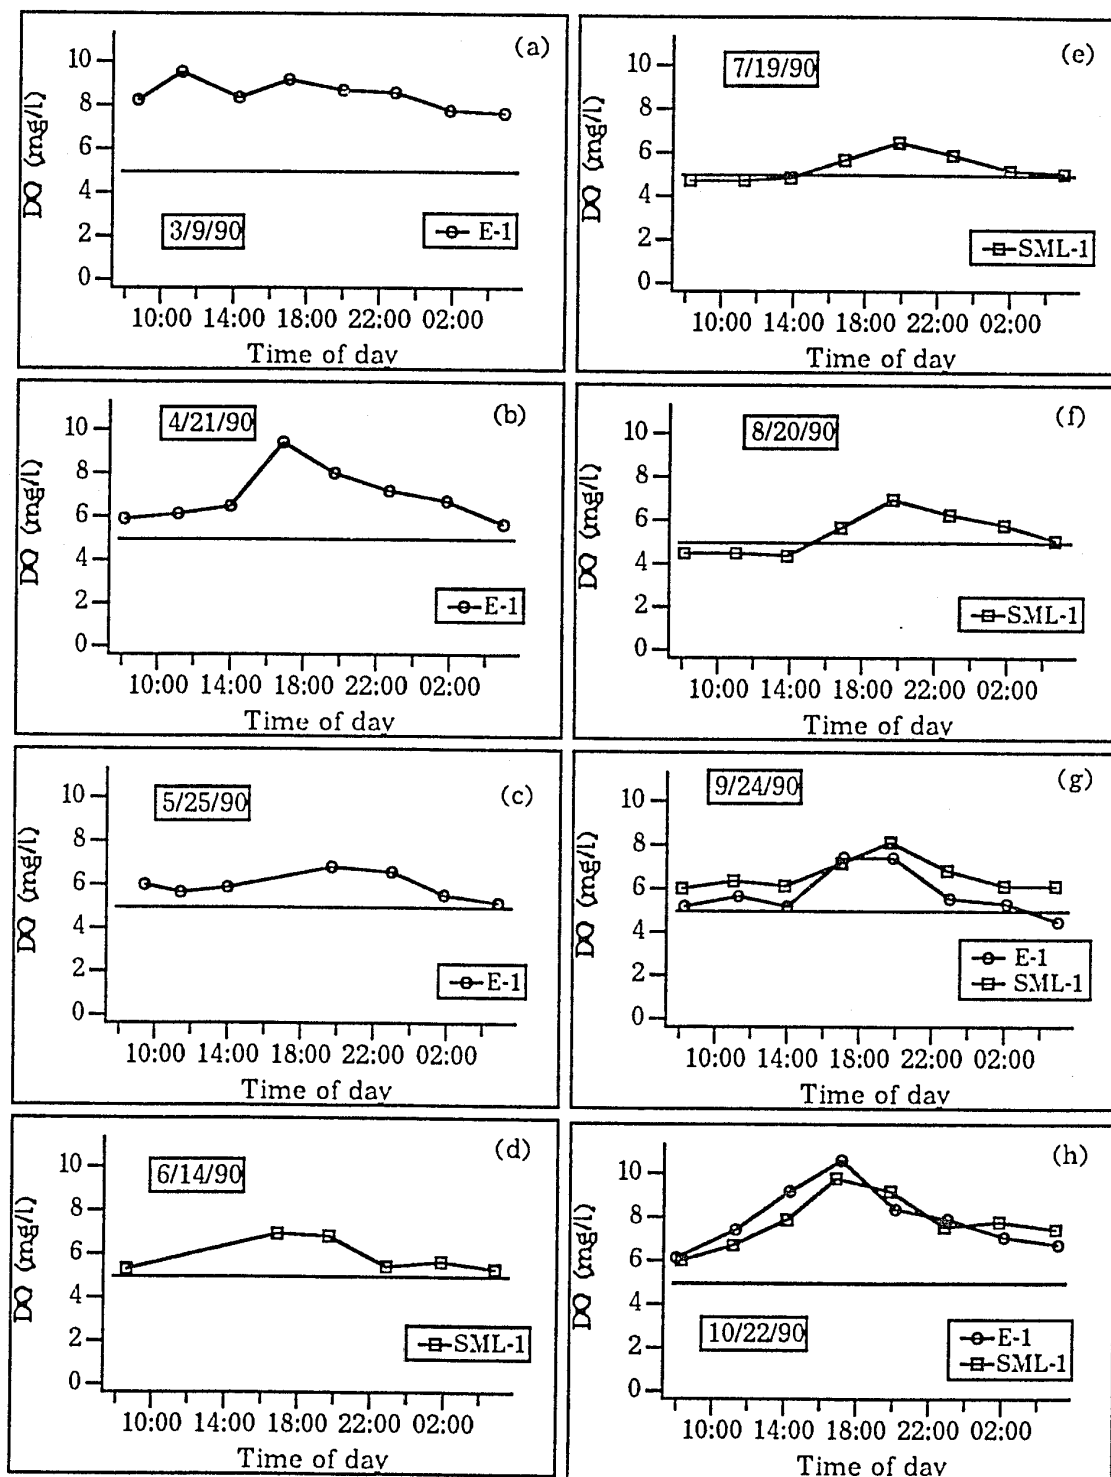 (a)
10
8
6
4
2
0
DO (mg/l)
3/9/90
E-1
10:00 14:00 18:00 22:00 02:00
Time of day
(b)
10
8
6
4
2
0
DO (mg/l)
4/21/90
E-1
10:00 14:00 18:00 22:00 02:00
Time of day
(c)
10
8
6
4
2
0
DO (mg/l)
5/25/90
E-1
10:00 14:00 18:00 22:00 02:00
Time of day
(d)
10
8
6
4
2
0
DO (mg/l)
6/14/90
SML-1
10:00 14:00 18:00 22:00 02:00
Time of day
(e)
10
8
6
4
2
0
DO (mg/l)
7/19/90
SML-1
10:00 14:00 18:00 22:00 02:00
Time of day
(f)
10
8
6
4
2
0
DO (mg/l)
8/20/90
SML-1
10:00 14:00 18:00 22:00 02:00
Time of day
(g)
10
8
6
4
2
0
DO (mg/l)
9/24/90
E-1
SML-1
10:00 14:00 18:00 22:00 02:00
Time of day
(h)
10
8
6
4
2
0
DO (mg/l)
10/22/90
E-1
SML-1
10:00 14:00 18:00 22:00 02:00
Time of day